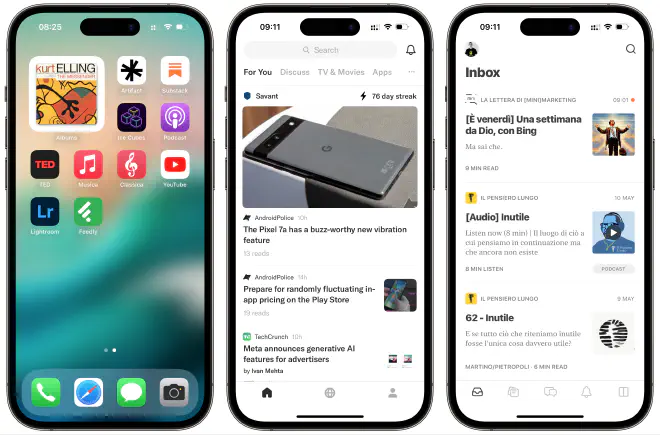 08:25
kurt ELLING
THE MESSENGER
Albums
Artifact
Substack
Ice Cubes
Podcast
TED
TED
Musica
Classica
YouTube
Lr
Lightroom
Feedly
09:11
Search
For You Discuss TV & Movies Apps ...
Savant
76 day streak
AndroidPolice 10h
The Pixel 7a has a buzz-worthy new vibration
feature
13 reads
AndroidPolice 14h
Prepare for randomly fluctuating in-
app pricing on the Play Store
19 reads
TechCrunch 10h
Meta announces generative AI
features for advertisers
by Ivan Mehta
09:11
Inbox
LA LETTERA DI (MINI)MARKETING 09:01
[È venerdì] Una settimana
da Dio, con Bing
Ma sai che.
9 MIN READ
IL PENSIERO LUNGO 10 MAY
[Audio] Inutile
Listen now (8 min) | Il luogo di ciò a
cui pensiamo in continuazione ma
che ancora non esiste
8 MIN LISTEN
PODCAST
IL PENSIERO LUNGO 9 MAY
62 - Inutile
E se tutto ciò che riteniamo inutile
fosse l'unica cosa davvero utile?
MARTINO/PIETROPOLI · 6 MIN READ